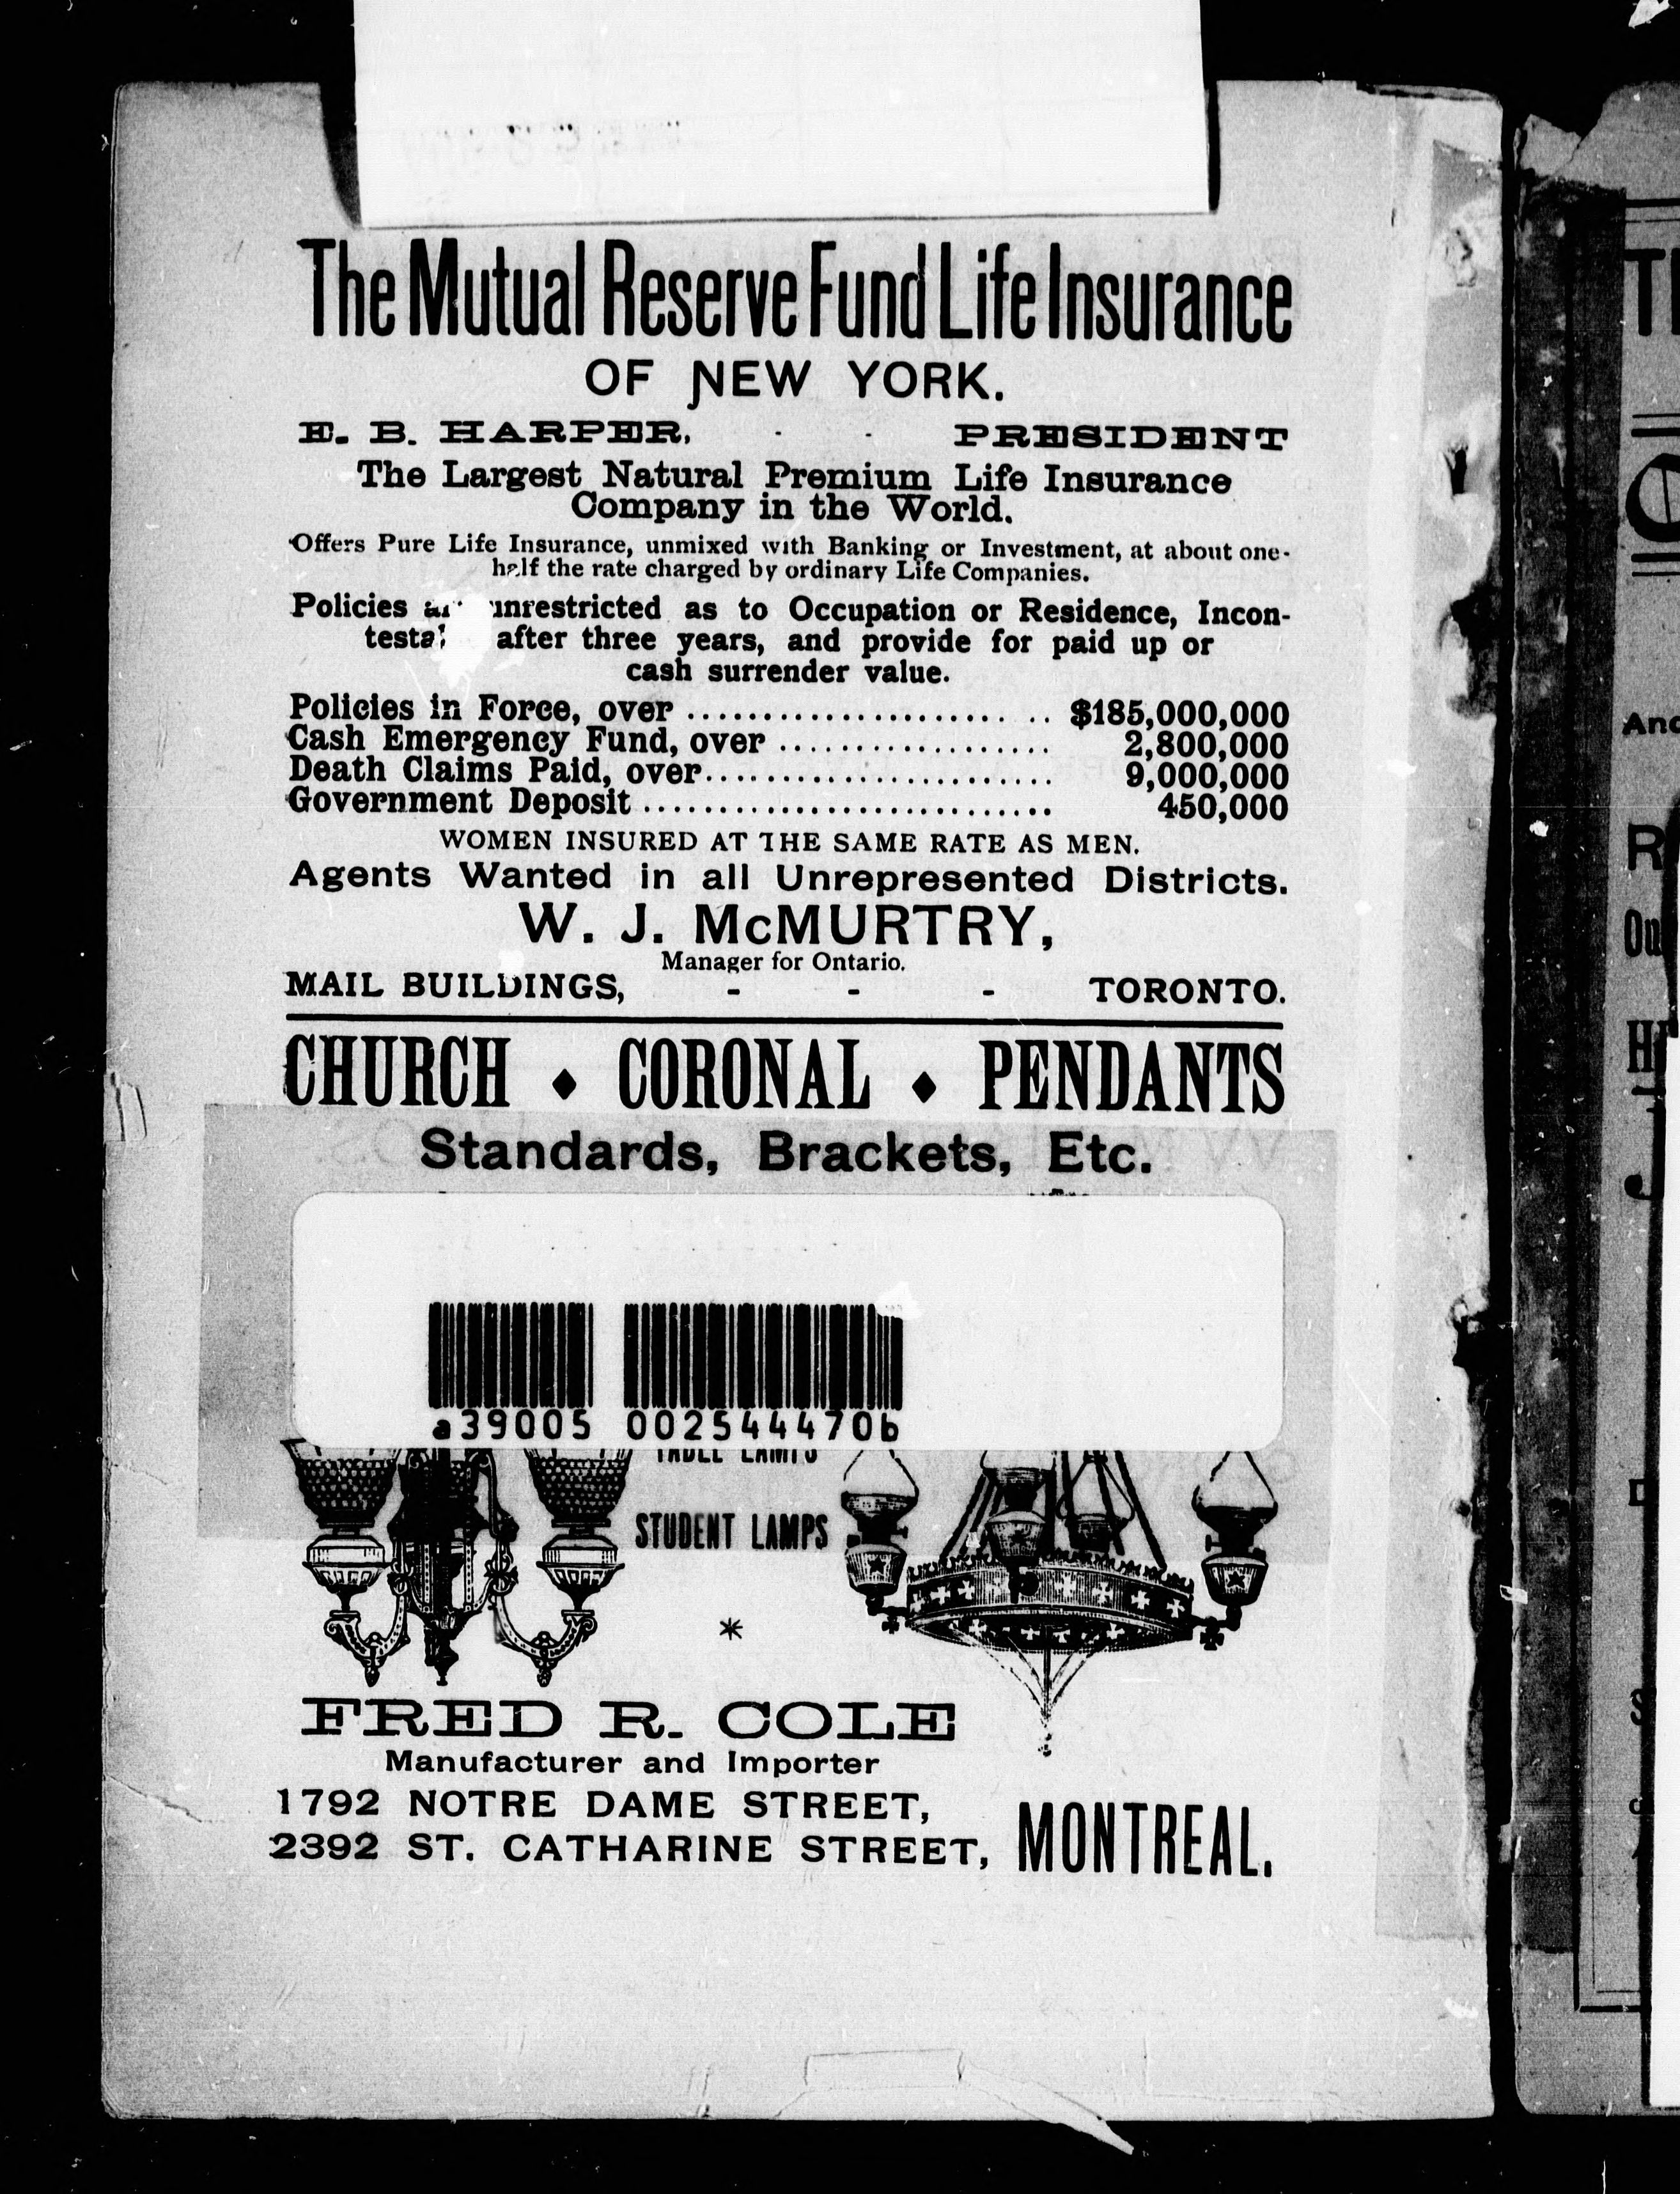 The Mutual Reserve Fund Life Insurance
OF NEW YORK.
E. B. HARPER, - - PRESIDENT
The Largest Natural Premium Life Insurance
Company in the World.
Offers Pure Life Insurance, unmixed with Banking or Investment, at about one-
half the rate charged by ordinary Life Companies.
Policies unrestricted as to Occupation or Residence, Incon-
after three years, and provide for paid up or
cash surrender value.
Policies in Force, over ....................... $185,000,000
Cash Emergency Fund, over .................. 2,800,000
Death Claims Paid, over....................... 9,000,000
Government Deposit ........................... 450,000
WOMEN INSURED AT THE SAME RATE AS MEN.
Agents Wanted in all Unrepresented Districts.
W. J. McMURTRY,
Manager for Ontario.
MAIL BUILDINGS, - - - TORONTO.
CHURCH ♦ CORONAL ♦ PENDANTS
Standards, Brackets, Etc.
a39005 002544470b
TABLE LAMPS
STUDENT LAMPS
*
FRED R. COLE
Manufacturer and Importer
1792 NOTRE DAME STREET,
2392 ST. CATHARINE STREET, MONTREAL.